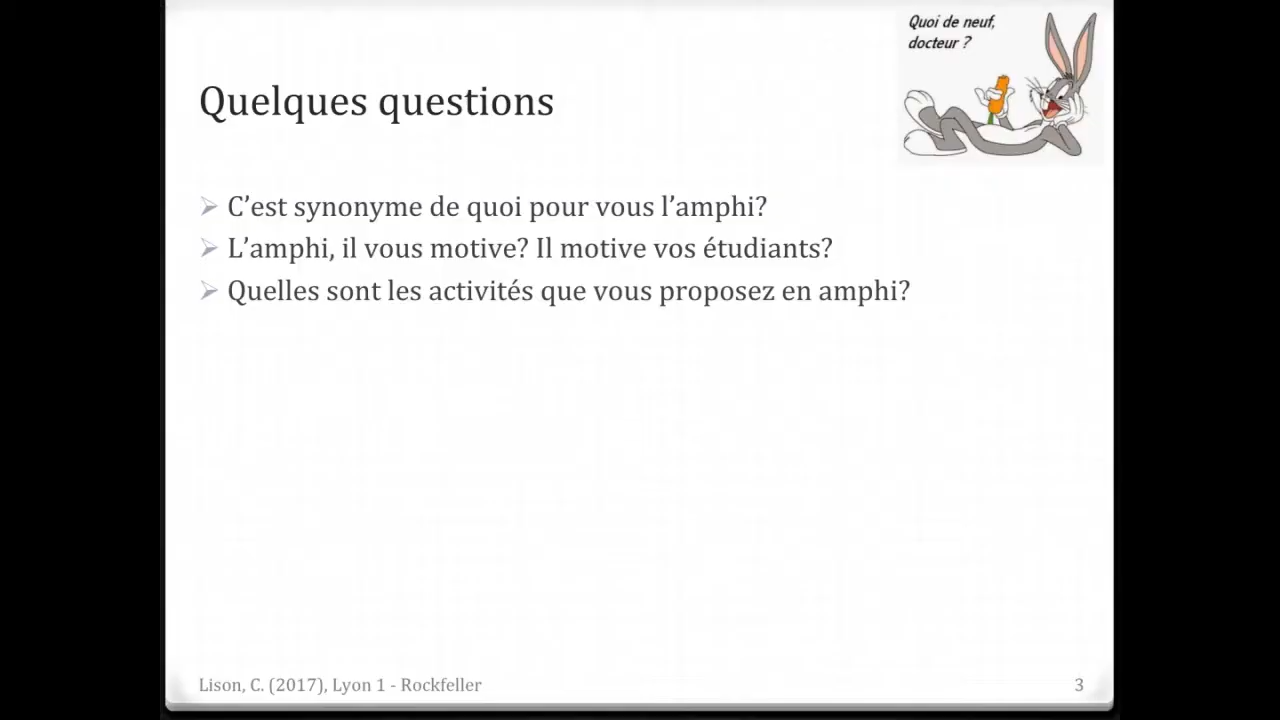 Quoi de neuf,
docteur ?
Quelques questions
C’est synonyme de quoi pour vous l’amphi?
L’amphi, il vous motive? Il motive vos étudiants?
Quelles sont les activités que vous proposez en amphi?
Lison, C. (2017), Lyon 1 - Rockfeller
3